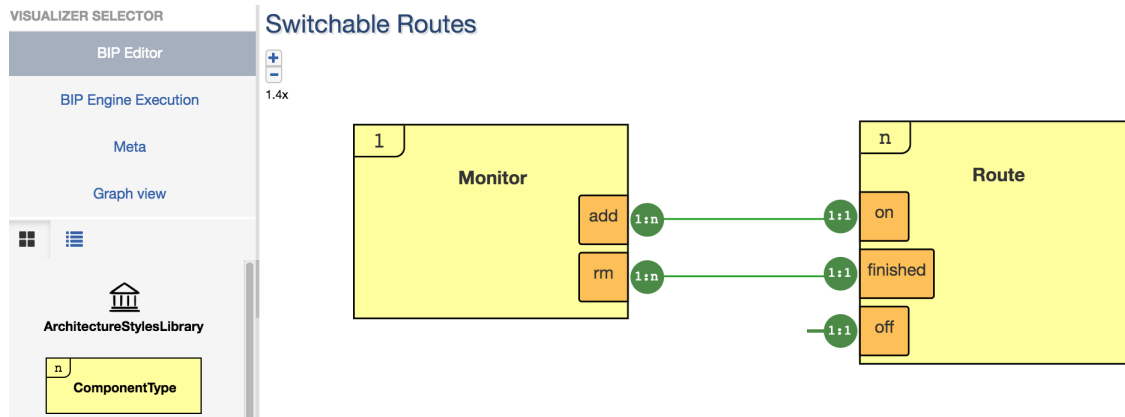 VISUALIZER SELECTOR
BIP Editor
BIP Engine Execution
Meta
Graph view
ArchitectureStylesLibrary
n
ComponentType
Switchable Routes
+
−
1.4x
1
Monitor
add
1:n
rm
1:n
n
Route
1:1
on
1:1
finished
1:1
off